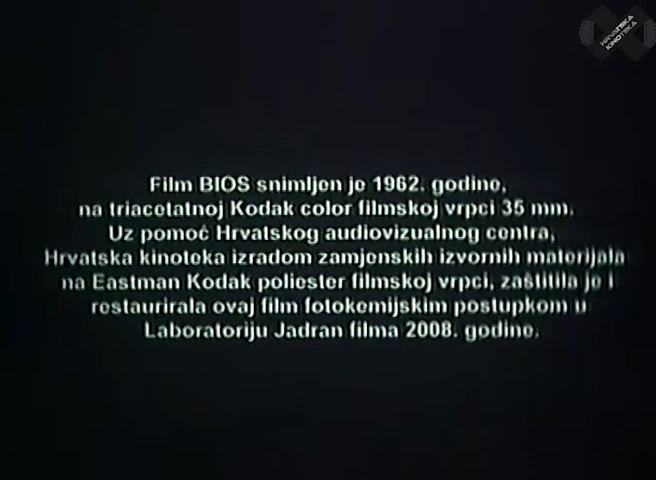 HRVATSKA
KINOTEKA
Film BIOS snimljen je 1962. godine,
na triacetatnoj Kodak color filmskoj vrpci 35 mm.
Uz pomoć Hrvatskog audiovizualnog centra,
Hrvatska kinoteka izradom zamjenskih izvornih materijala
na Eastman Kodak poliester filmskoj vrpci, zaštitila je i
restaurirala ovaj film fotokemijskim postupkom u
Laboratoriju Jadran filma 2008. godine.